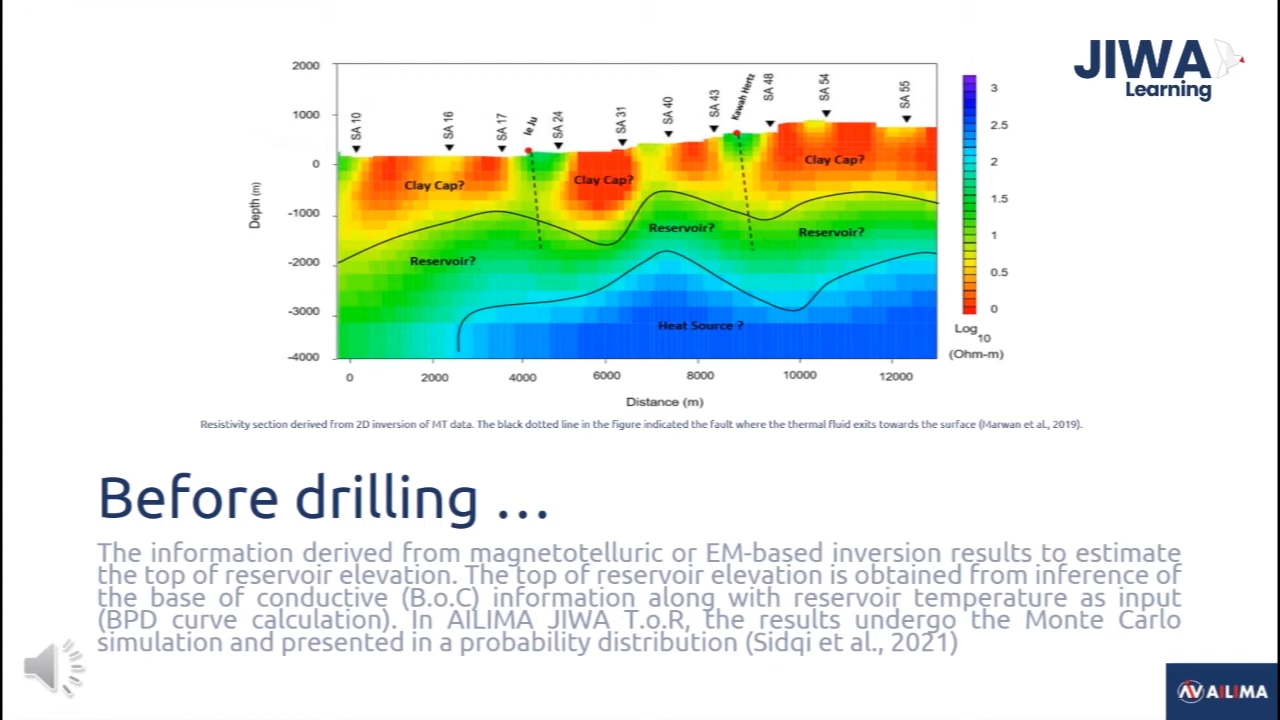 JIWA
Learning
2000
1000
0
-1000
-2000
-3000
-4000
Depth (m)
SA 10
SA 16
SA 17
Ie Ju
SA 24
SA 31
SA 40
SA 43
Kawah Hertz
SA 48
SA 54
SA 55
Clay Cap?
Clay Cap?
Clay Cap?
Reservoir?
Reservoir?
Reservoir?
Heat Source ?
3
2.5
2
1.5
1
0.5
0
Log10
(Ohm-m)
0
2000
4000
6000
8000
10000
12000
Distance (m)
Resistivity section derived from 2D inversion of MT data. The black dotted line in the figure indicated the fault where the thermal fluid exits towards the surface (Marwan et al., 2019).
Before drilling ...
The information derived from magnetotelluric or EM-based inversion results to estimate
the top of reservoir elevation. The top of reservoir elevation is obtained from inference of
the base of conductive (B.o.C) information along with reservoir temperature as input
(BPD curve calculation). In AILIMA JIWA T.o.R, the results undergo the Monte Carlo
simulation and presented in a probability distribution (Sidqi et al., 2021)
AILIMA